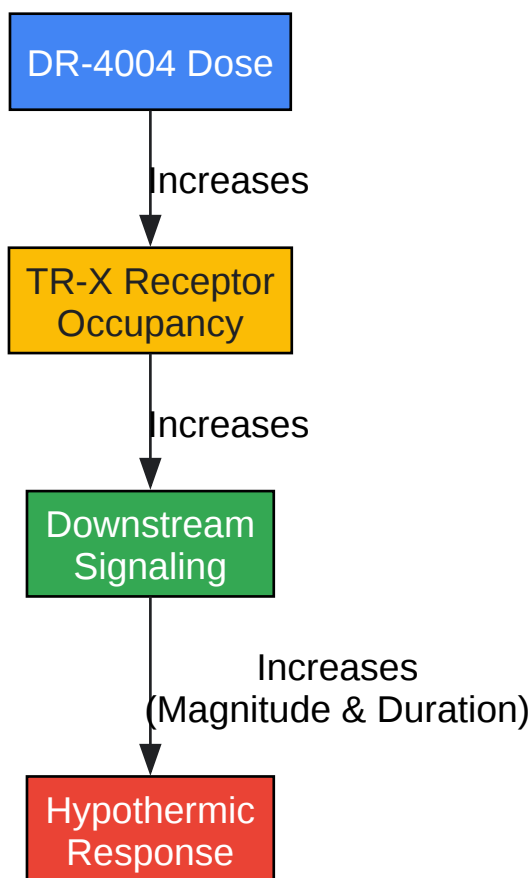 DR-4004 Dose
Increases
TR-X Receptor
Occupancy
Increases
Downstream
Signaling
Increases
(Magnitude & Duration)
Hypothermic
Response